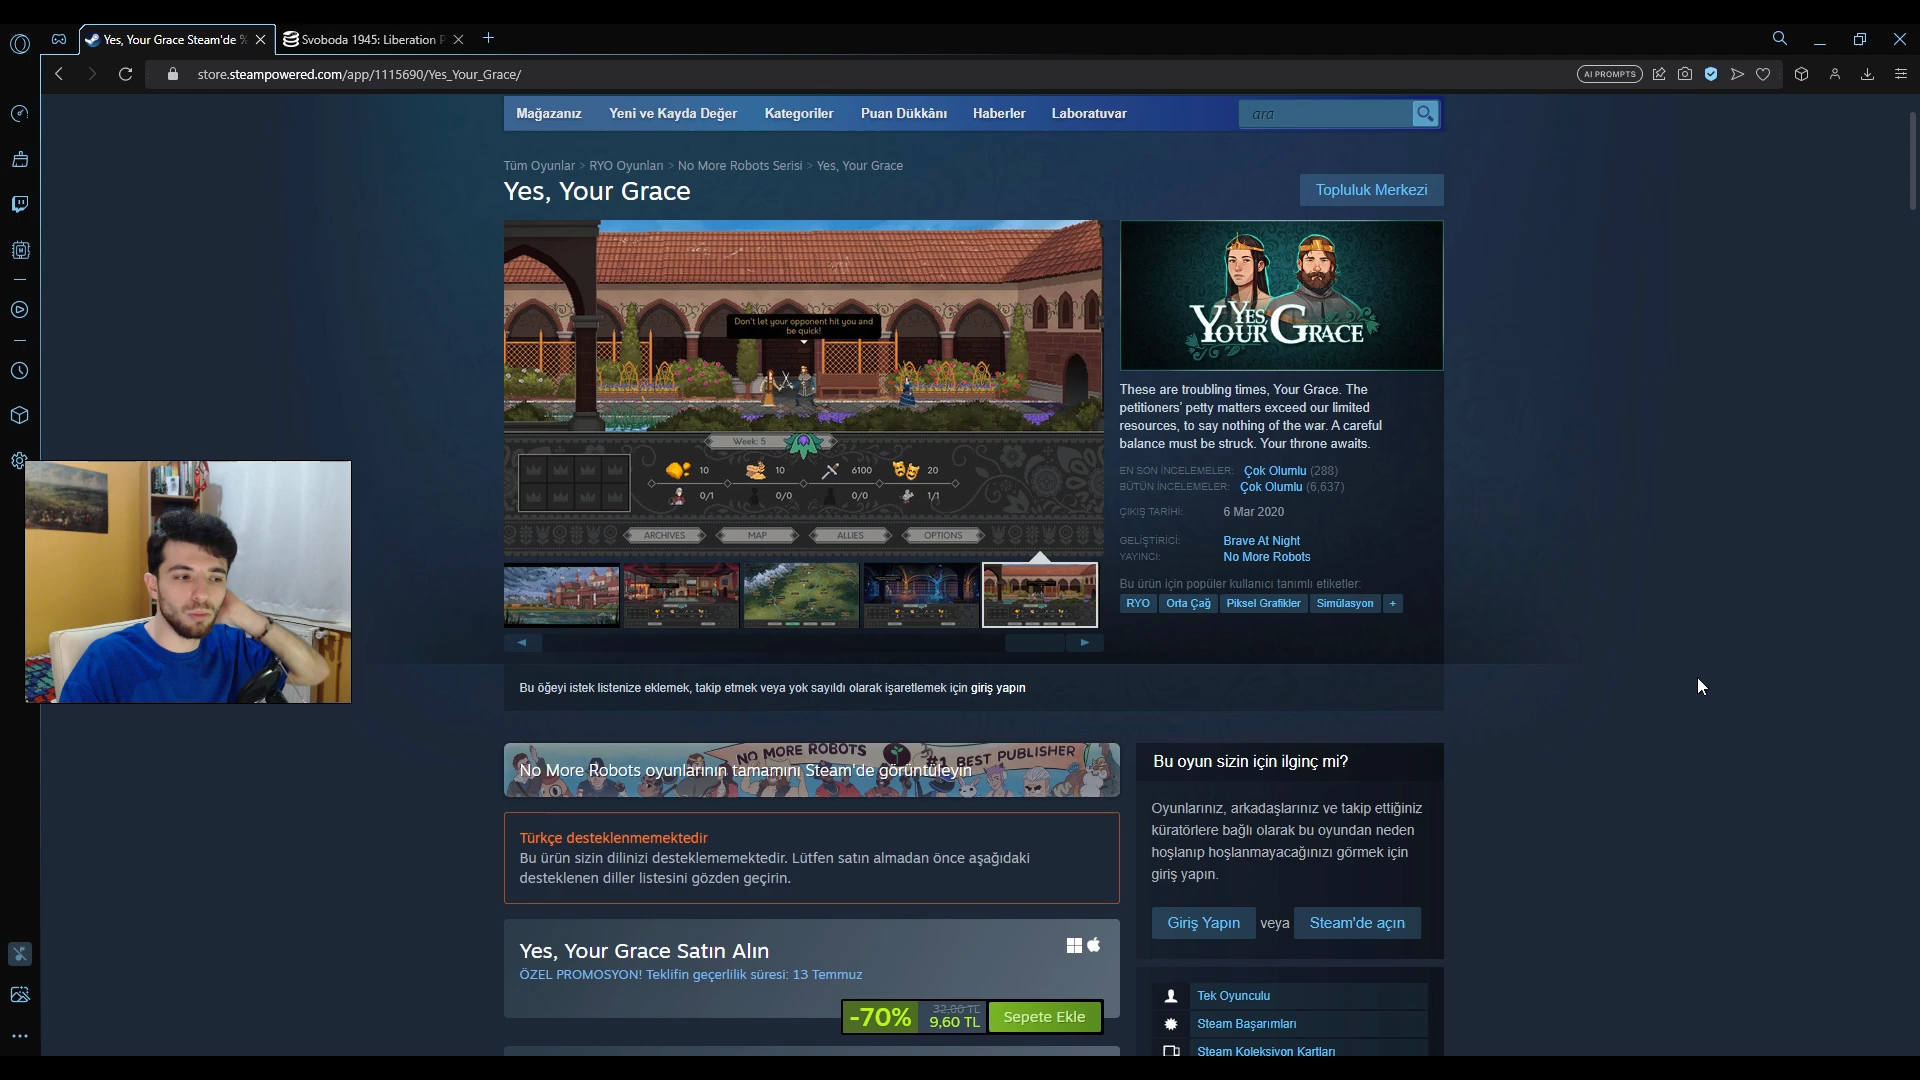 Yes, Your Grace Steam'de %
Svoboda 1945: Liberation P
store.steampowered.com/app/1115690/Yes_Your_Grace/
AI PROMPTS
Mağazanız
Yeni ve Kayda Değer
Kategoriler
Puan Dükkânı
Haberler
Laboratuvar
ara
Tüm Oyunlar > RYO Oyunları > No More Robots Serisi > Yes, Your Grace
Yes, Your Grace
Topluluk Merkezi
Don't let your opponent hit you and
be quick!
Week: 5
10
10
6100
20
0/1
0/0
0/0
1/1
ARCHIVES
MAP
ALLIES
OPTIONS
YES,
YOUR GRACE
These are troubling times, Your Grace. The
petitioners' petty matters exceed our limited
resources, to say nothing of the war. A careful
balance must be struck. Your throne awaits.
EN SON İNCELEMELER: Çok Olumlu (288)
BÜTÜN İNCELEMELER: Çok Olumlu (6,637)
ÇIKIŞ TARİHİ: 6 Mar 2020
GELİŞTİRİCİ: Brave At Night
YAYINCI: No More Robots
Bu ürün için popüler kullanıcı tanımlı etiketler:
RYO
Orta Çağ
Piksel Grafikler
Simülasyon
+
Bu öğeyi istek listenize eklemek, takip etmek veya yok sayıldı olarak işaretlemek için giriş yapın
NO MORE ROBOTS
#1 BEST PUBLISHER
No More Robots oyunlarının tamamını Steam'de görüntüleyin
Türkçe desteklenmemektedir
Bu ürün sizin dilinizi desteklememektedir. Lütfen satın almadan önce aşağıdaki
desteklenen diller listesini gözden geçirin.
Yes, Your Grace Satın Alın
ÖZEL PROMOSYON! Teklifin geçerlilik süresi: 13 Temmuz
-70%
32,00 TL
9,60 TL
Sepete Ekle
Bu oyun sizin için ilginç mi?
Oyunlarınız, arkadaşlarınız ve takip ettiğiniz
küratörlere bağlı olarak bu oyundan neden
hoşlanıp hoşlanmayacağınızı görmek için
giriş yapın.
Giriş Yapın
veya
Steam'de açın
Tek Oyunculu
Steam Başarımları
Steam Koleksiyon Kartları